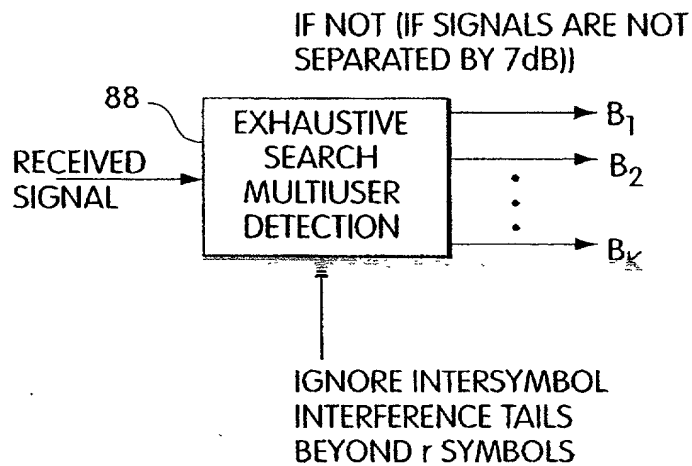 IF NOT (IF SIGNALS ARE NOT
SEPARATED BY 7dB))
88
EXHAUSTIVE
SEARCH
MULTIUSER
DETECTION
RECEIVED
SIGNAL
B1
B2
BK
IGNORE INTERSYMBOL
INTERFERENCE TAILS
BEYOND r SYMBOLS